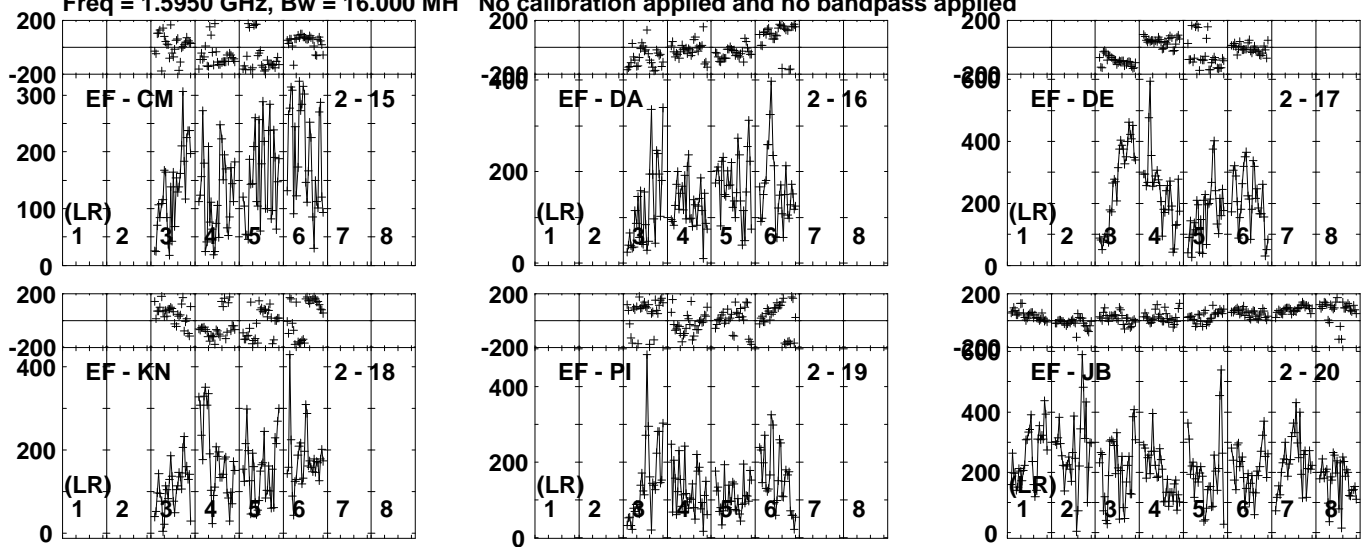 Freq = 1.5950 GHz, Bw = 16.000 MH No calibration applied and no bandpass applied
200
-200
300
200
100
0
EF - CM 2 - 15
(LR)
1 2 3 4 5 6 7 8
200
-200
400
200
0
EF - DA 2 - 16
(LR)
1 2 3 4 5 6 7 8
200
-200
600
400
200
0
EF - DE 2 - 17
(LR)
1 2 3 4 5 6 7 8
200
-200
400
200
0
EF - KN 2 - 18
(LR)
1 2 3 4 5 6 7 8
200
-200
400
200
0
EF - PI 2 - 19
(LR)
1 2 3 4 5 6 7 8
200
-200
600
400
200
0
EF - JB 2 - 20
(LR)
1 2 3 4 5 6 7 8